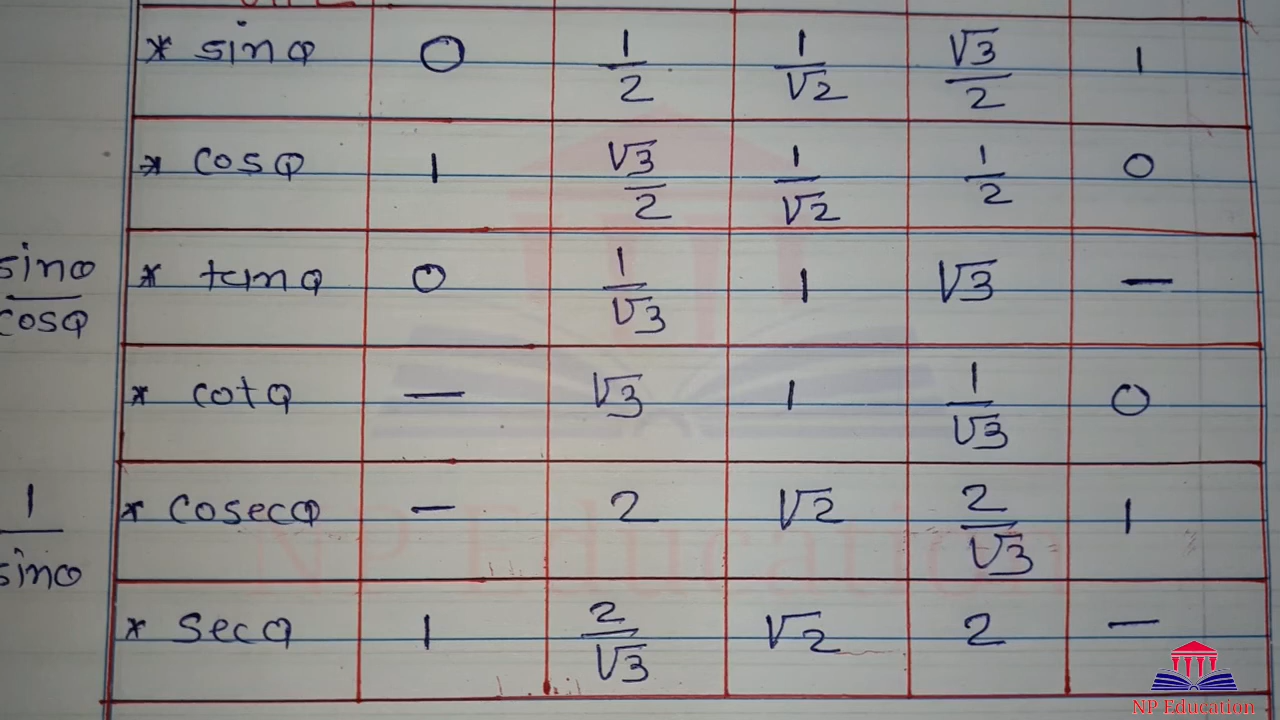 * sinθ 0 1/2 1/√2 √3/2 1
* cosθ 1 √3/2 1/√2 1/2 0
sinθ/cosθ * tanθ 0 1/√3 1 √3 —
* cotθ — √3 1 1/√3 0
1/sinθ * cosecθ — 2 √2 2/√3 1
* secθ 1 2/√3 √2 2 —
NP Education
NP Education